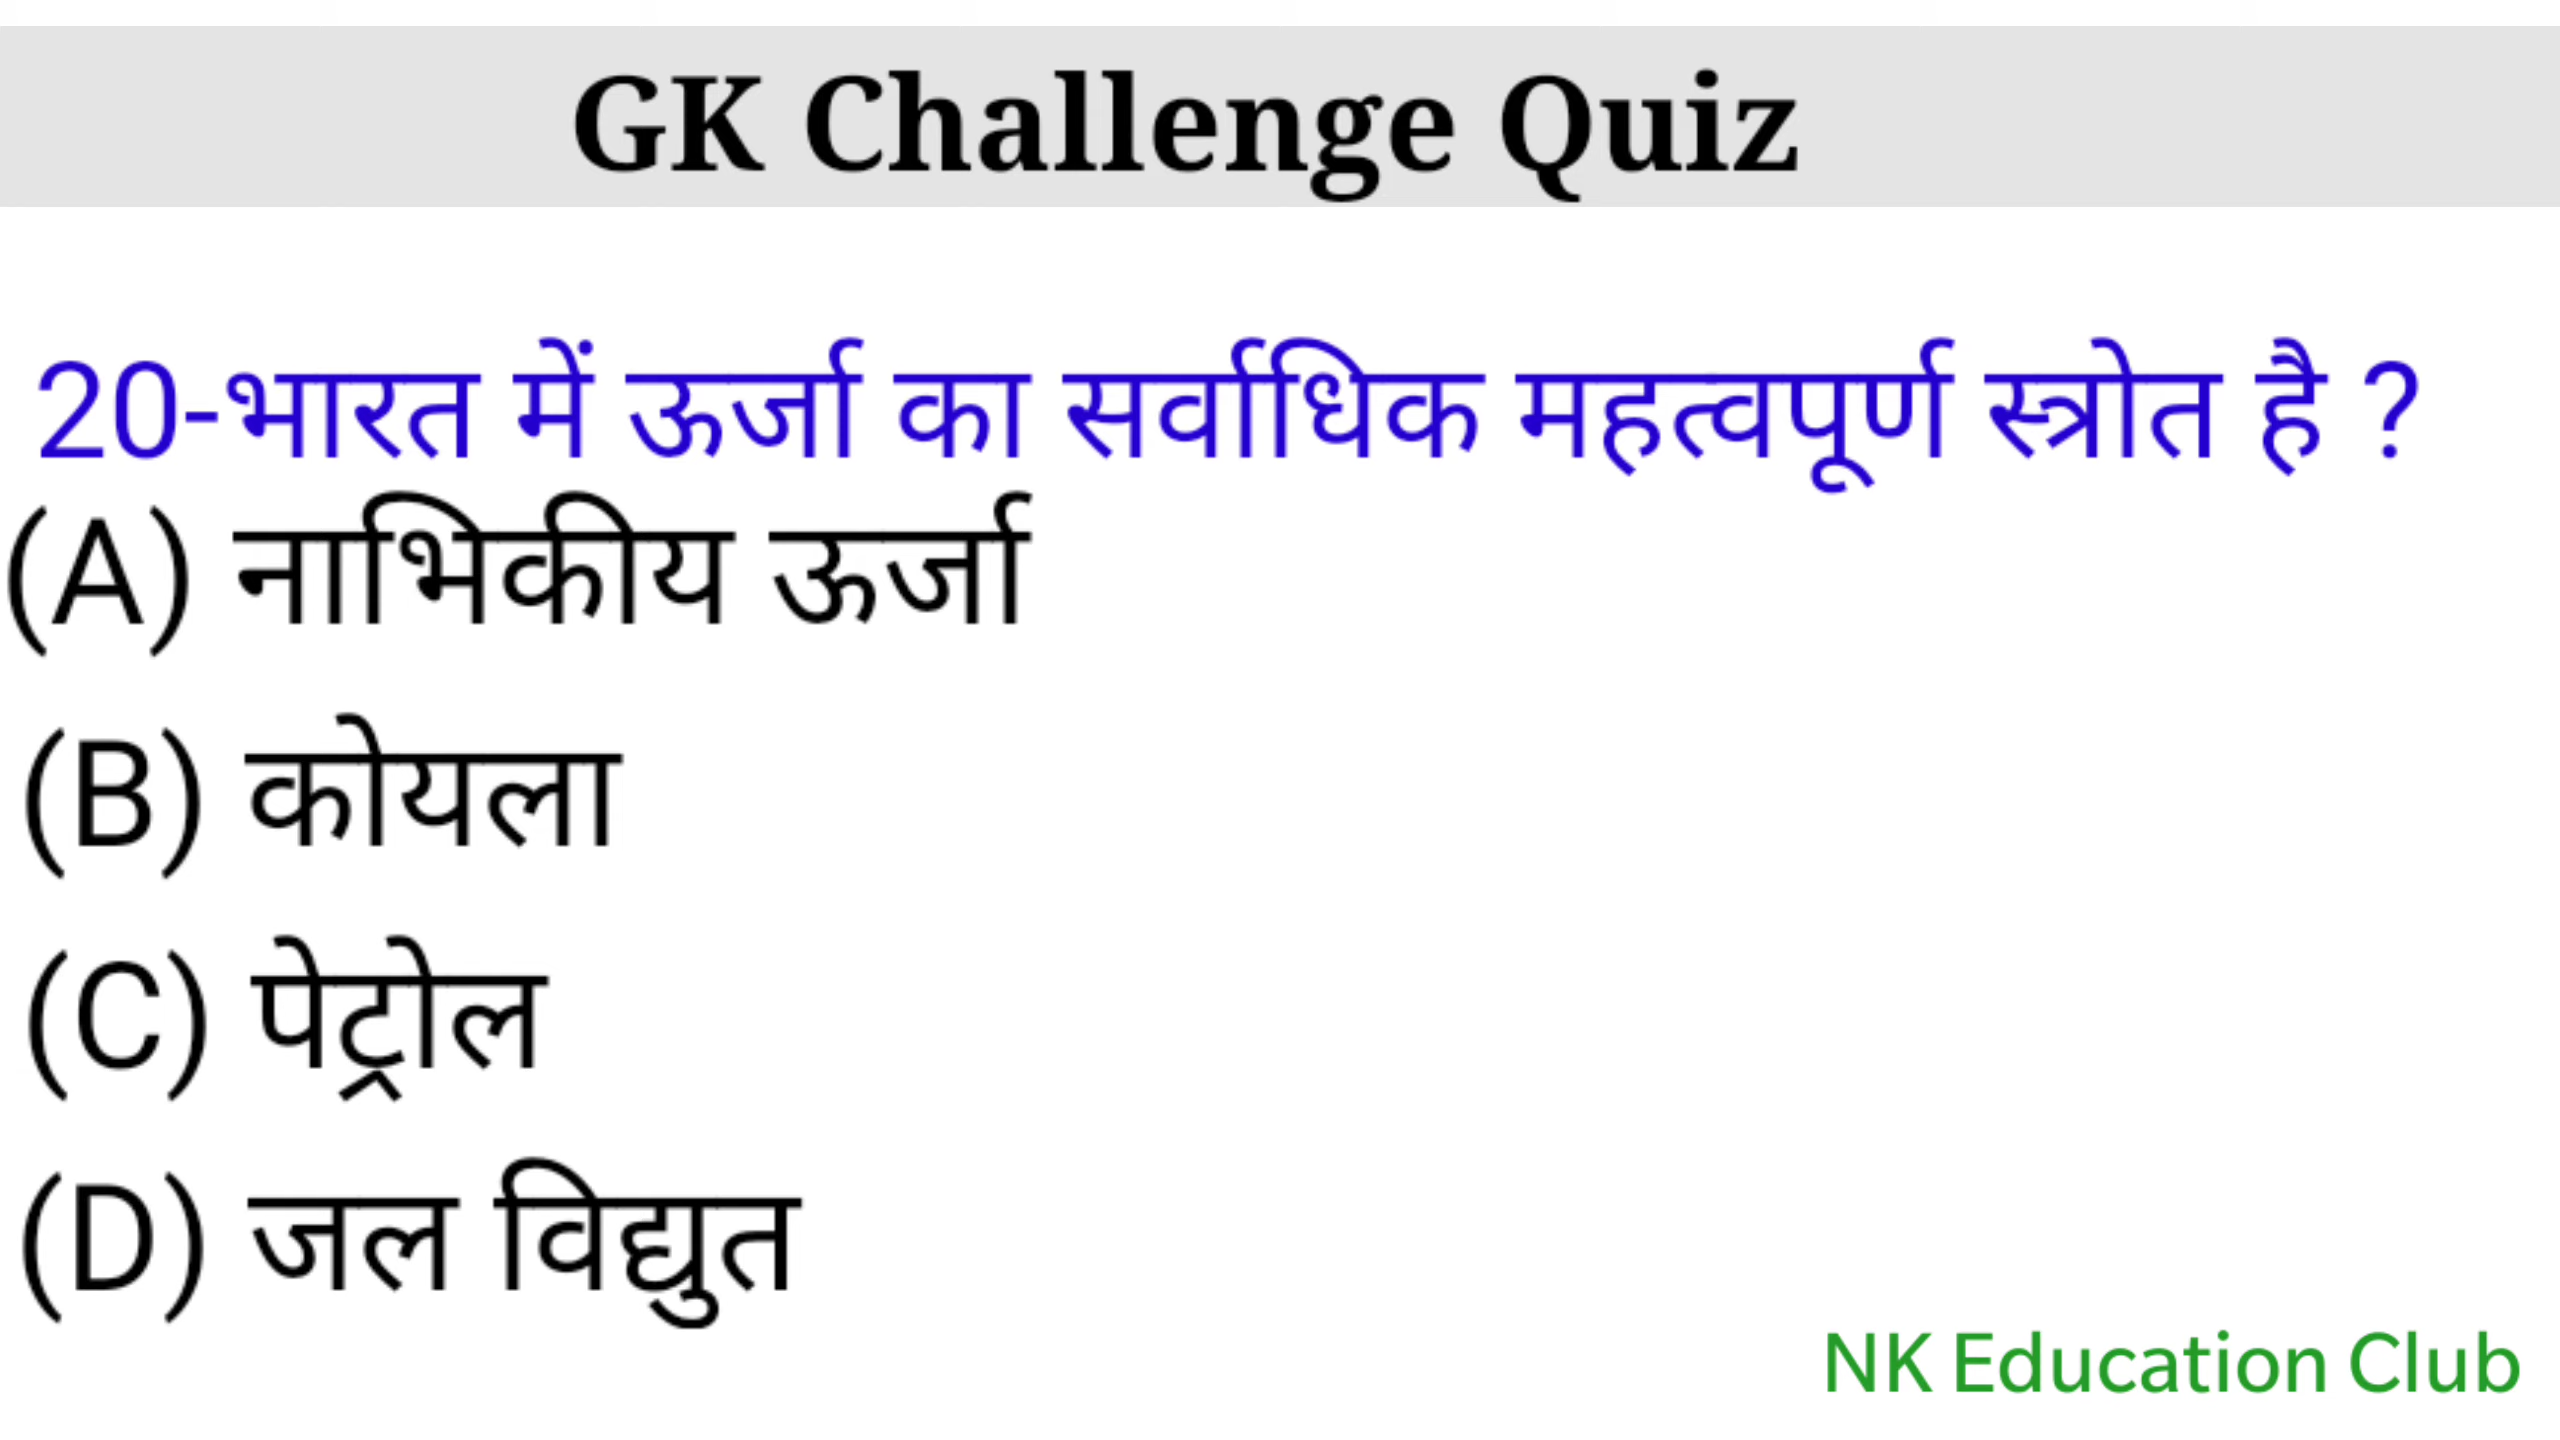 GK Challenge Quiz
20-भारत में ऊर्जा का सर्वाधिक महत्वपूर्ण स्त्रोत है ?
(A) नाभिकीय ऊर्जा
(B) कोयला
(C) पेट्रोल
(D) जल विद्युत
NK Education Club